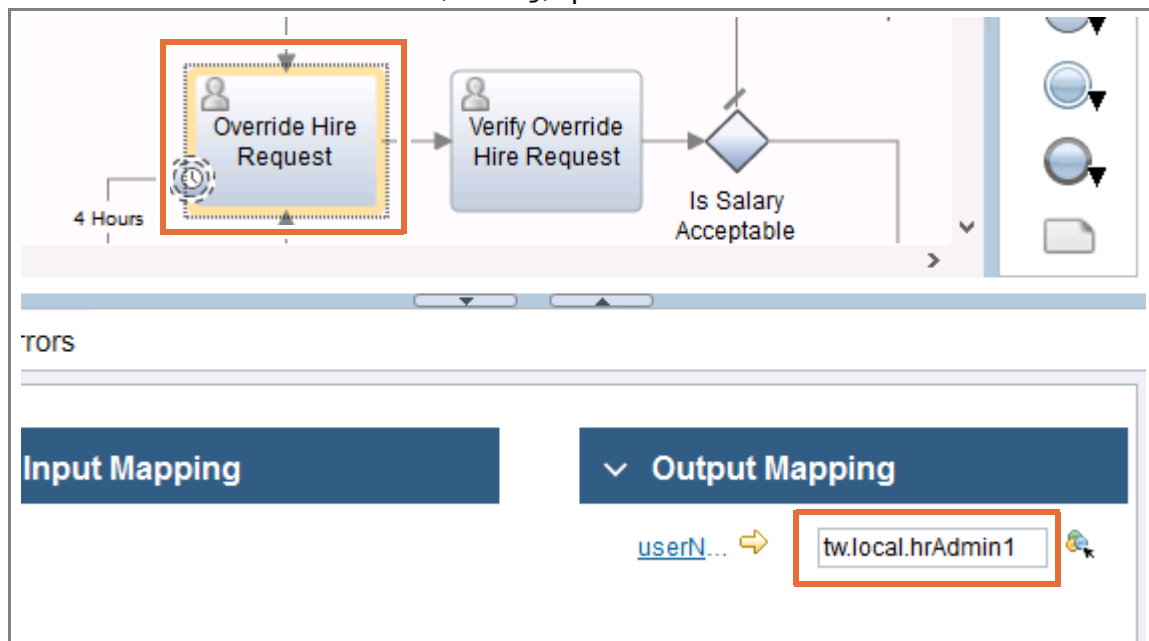 Override Hire
Request
Verify Override
Hire Request
4 Hours
Is Salary
Acceptable
rrors
Input Mapping
Output Mapping
userN...
tw.local.hrAdmin1